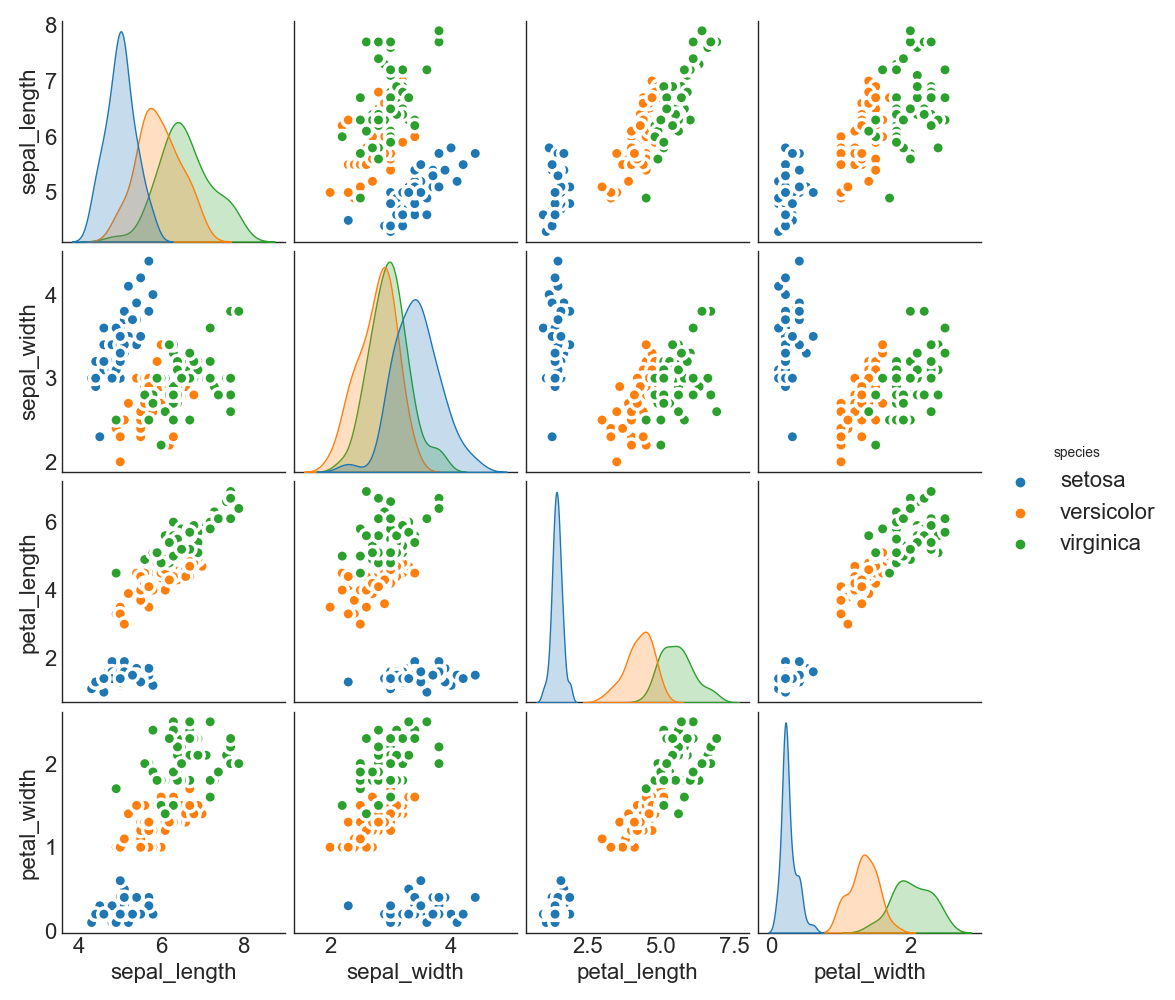 8
7
6
5
sepal_length
4
3
2
sepal_width
6
4
2
petal_length
2
1
0
petal_width
4 6 8
sepal_length
2 4
sepal_width
2.5 5.0 7.5
petal_length
0 2
petal_width
species
setosa
versicolor
virginica